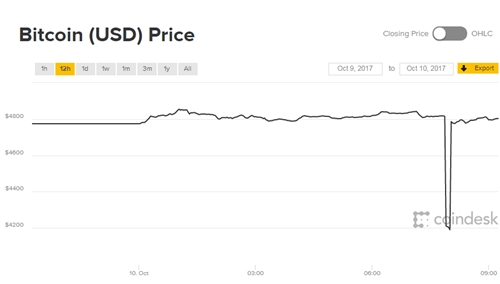 Bitcoin (USD) Price
Closing Price OHLC
1h 12h 1d 1w 1m 3m 1y All
Oct 9, 2017 to Oct 10, 2017 Export
$4800
$4600
$4400
$4200
coindesk
10. Oct 03:00 06:00 09:00